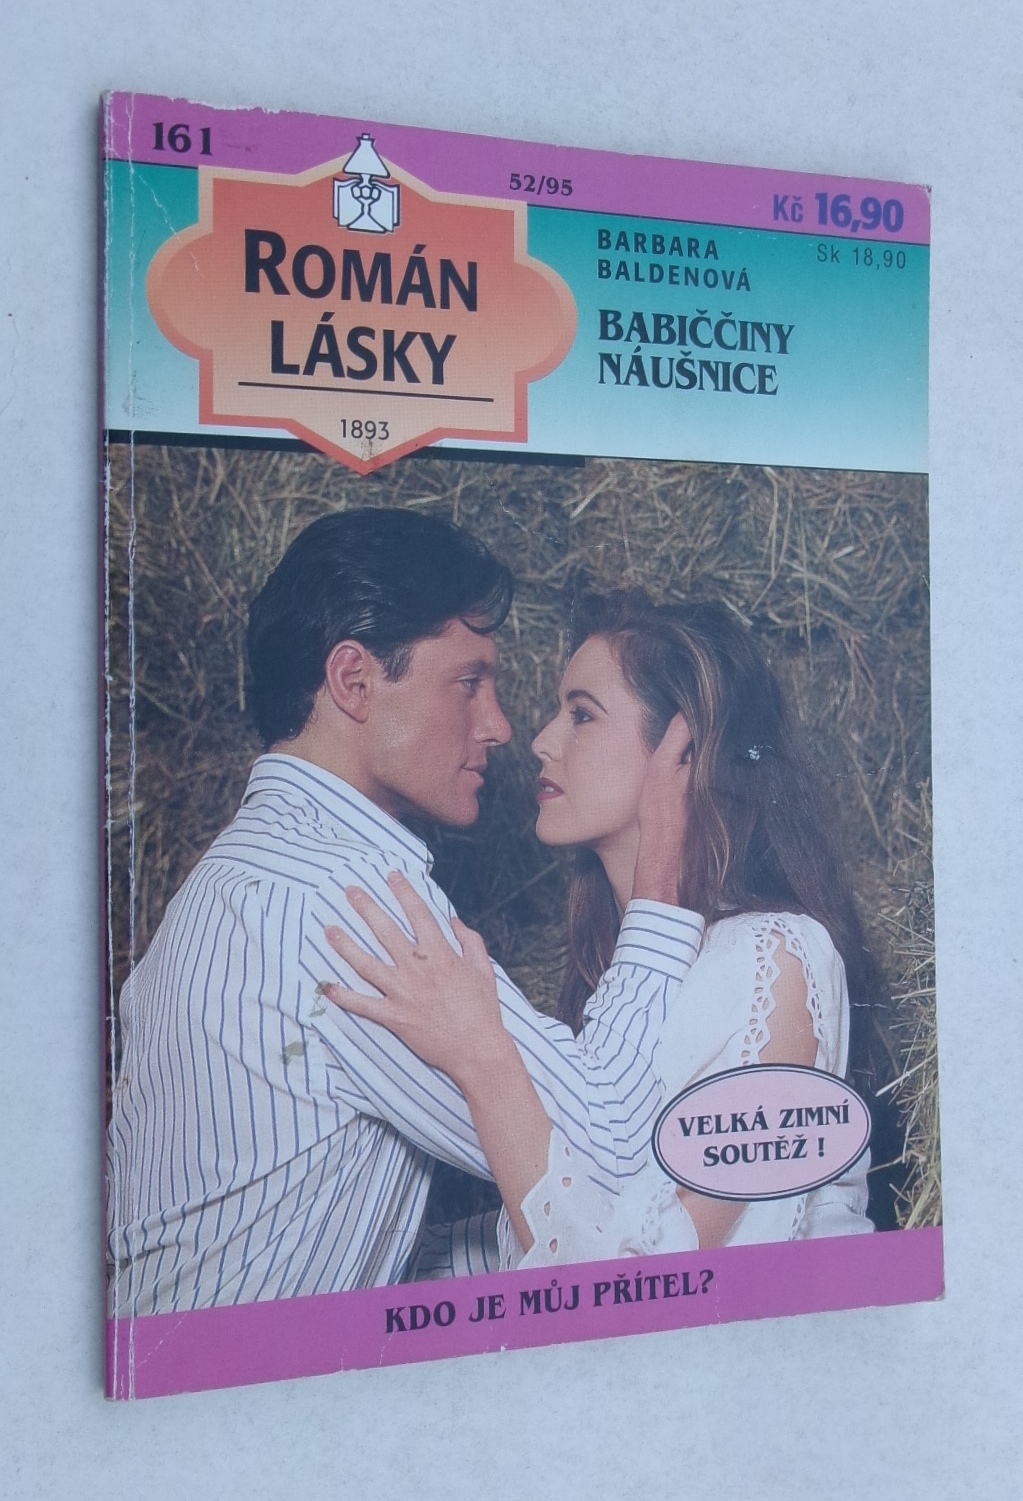 161
52/95
Kč 16,90
Sk 18,90
ROMÁN
LÁSKY
1893
BARBARA
BALDENOVÁ
BABIČČINY
NÁUŠNICE
VELKÁ ZIMNÍ
SOUTĚŽ !
KDO JE MŮJ PŘÍTEL?